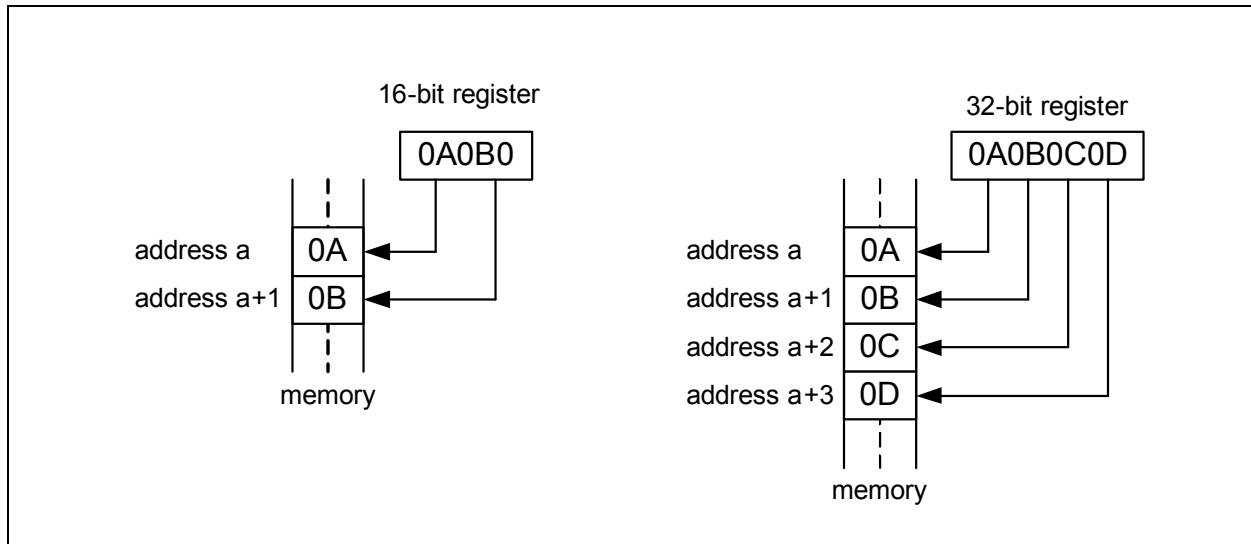 16-bit register
0A0B0
address a
0A
address a+1
0B
memory
32-bit register
0A0B0C0D
address a
0A
address a+1
0B
address a+2
0C
address a+3
0D
memory